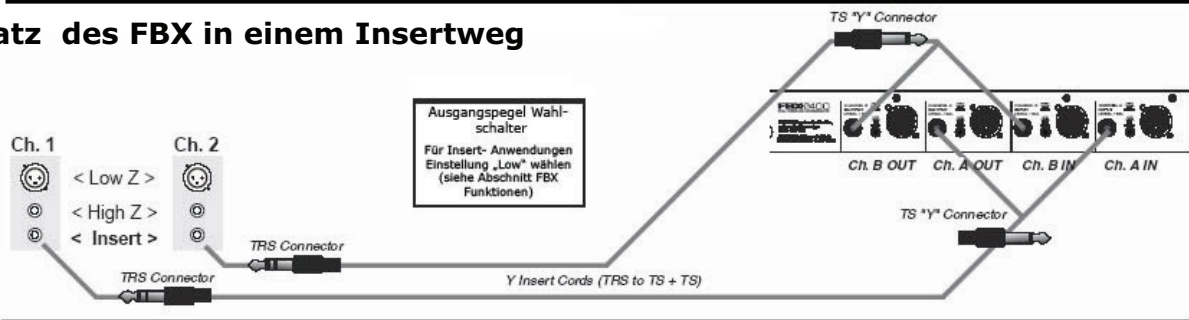 atz des FBX in einem Insertweg
TS "Y" Connector
Ausgangspegel Wahl-
schalter
Für Insert- Anwendungen
Einstellung „Low" wählen
(siehe Abschnitt FBX
Funktionen)
Ch. 1
Ch. 2
< Low Z >
< High Z >
< Insert >
Ch. B OUT
Ch. A OUT
Ch. B IN
Ch. A IN
TS "Y" Connector
TRS Connector
TRS Connector
Y Insert Cords (TRS to TS + TS)